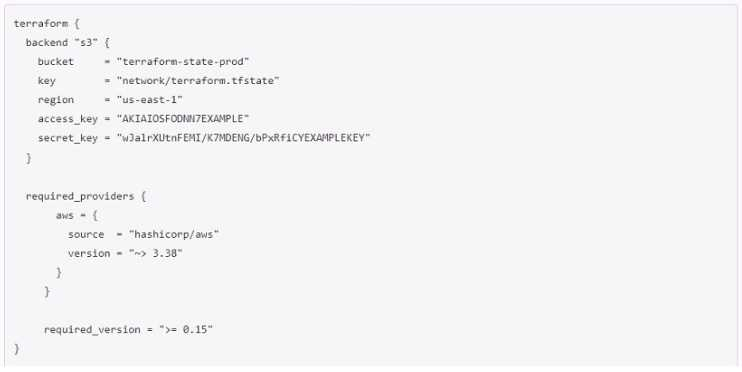 terraform {
  backend "s3" {
    bucket     = "terraform-state-prod"
    key        = "network/terraform.tfstate"
    region     = "us-east-1"
    access_key = "AKIAIOSFODNN7EXAMPLE"
    secret_key = "wJalrXUtnFEMI/K7MDENG/bPxRfiCYEXAMPLEKEY"
  }

  required_providers {
       aws = {
         source  = "hashicorp/aws"
         version = "~> 3.38"
       }
     }

     required_version = ">= 0.15"
}